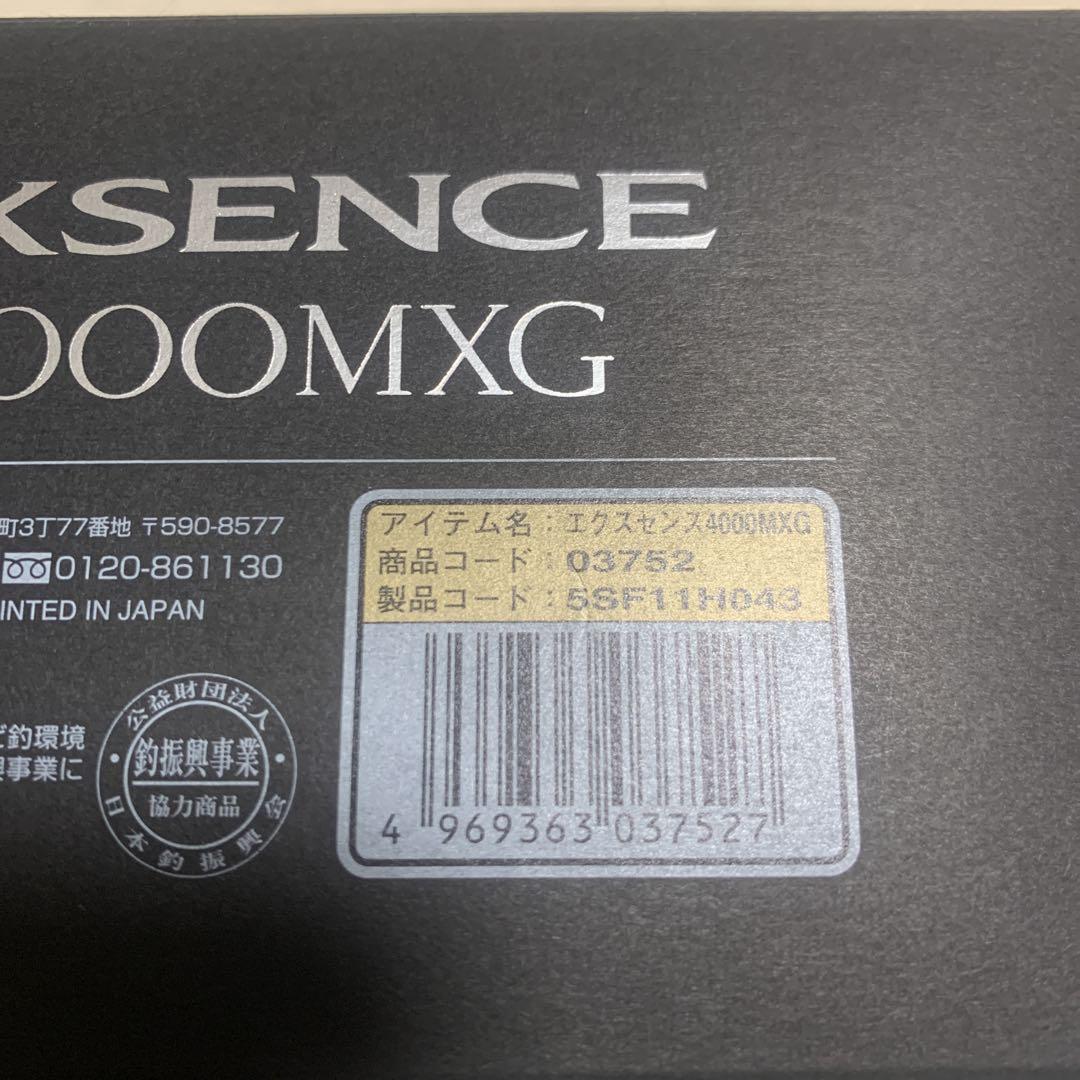 XSENCE
000MXG
町3丁77番地 〒590-8577
0120-861130
INTED IN JAPAN
ど釣環境
事業に
公益財団法人
釣振興事業
協力商品
日本釣振興会
アイテム名:エクスセンス4000MXG
商品コード:03752
製品コード:5SF11H043
4 969363 037527